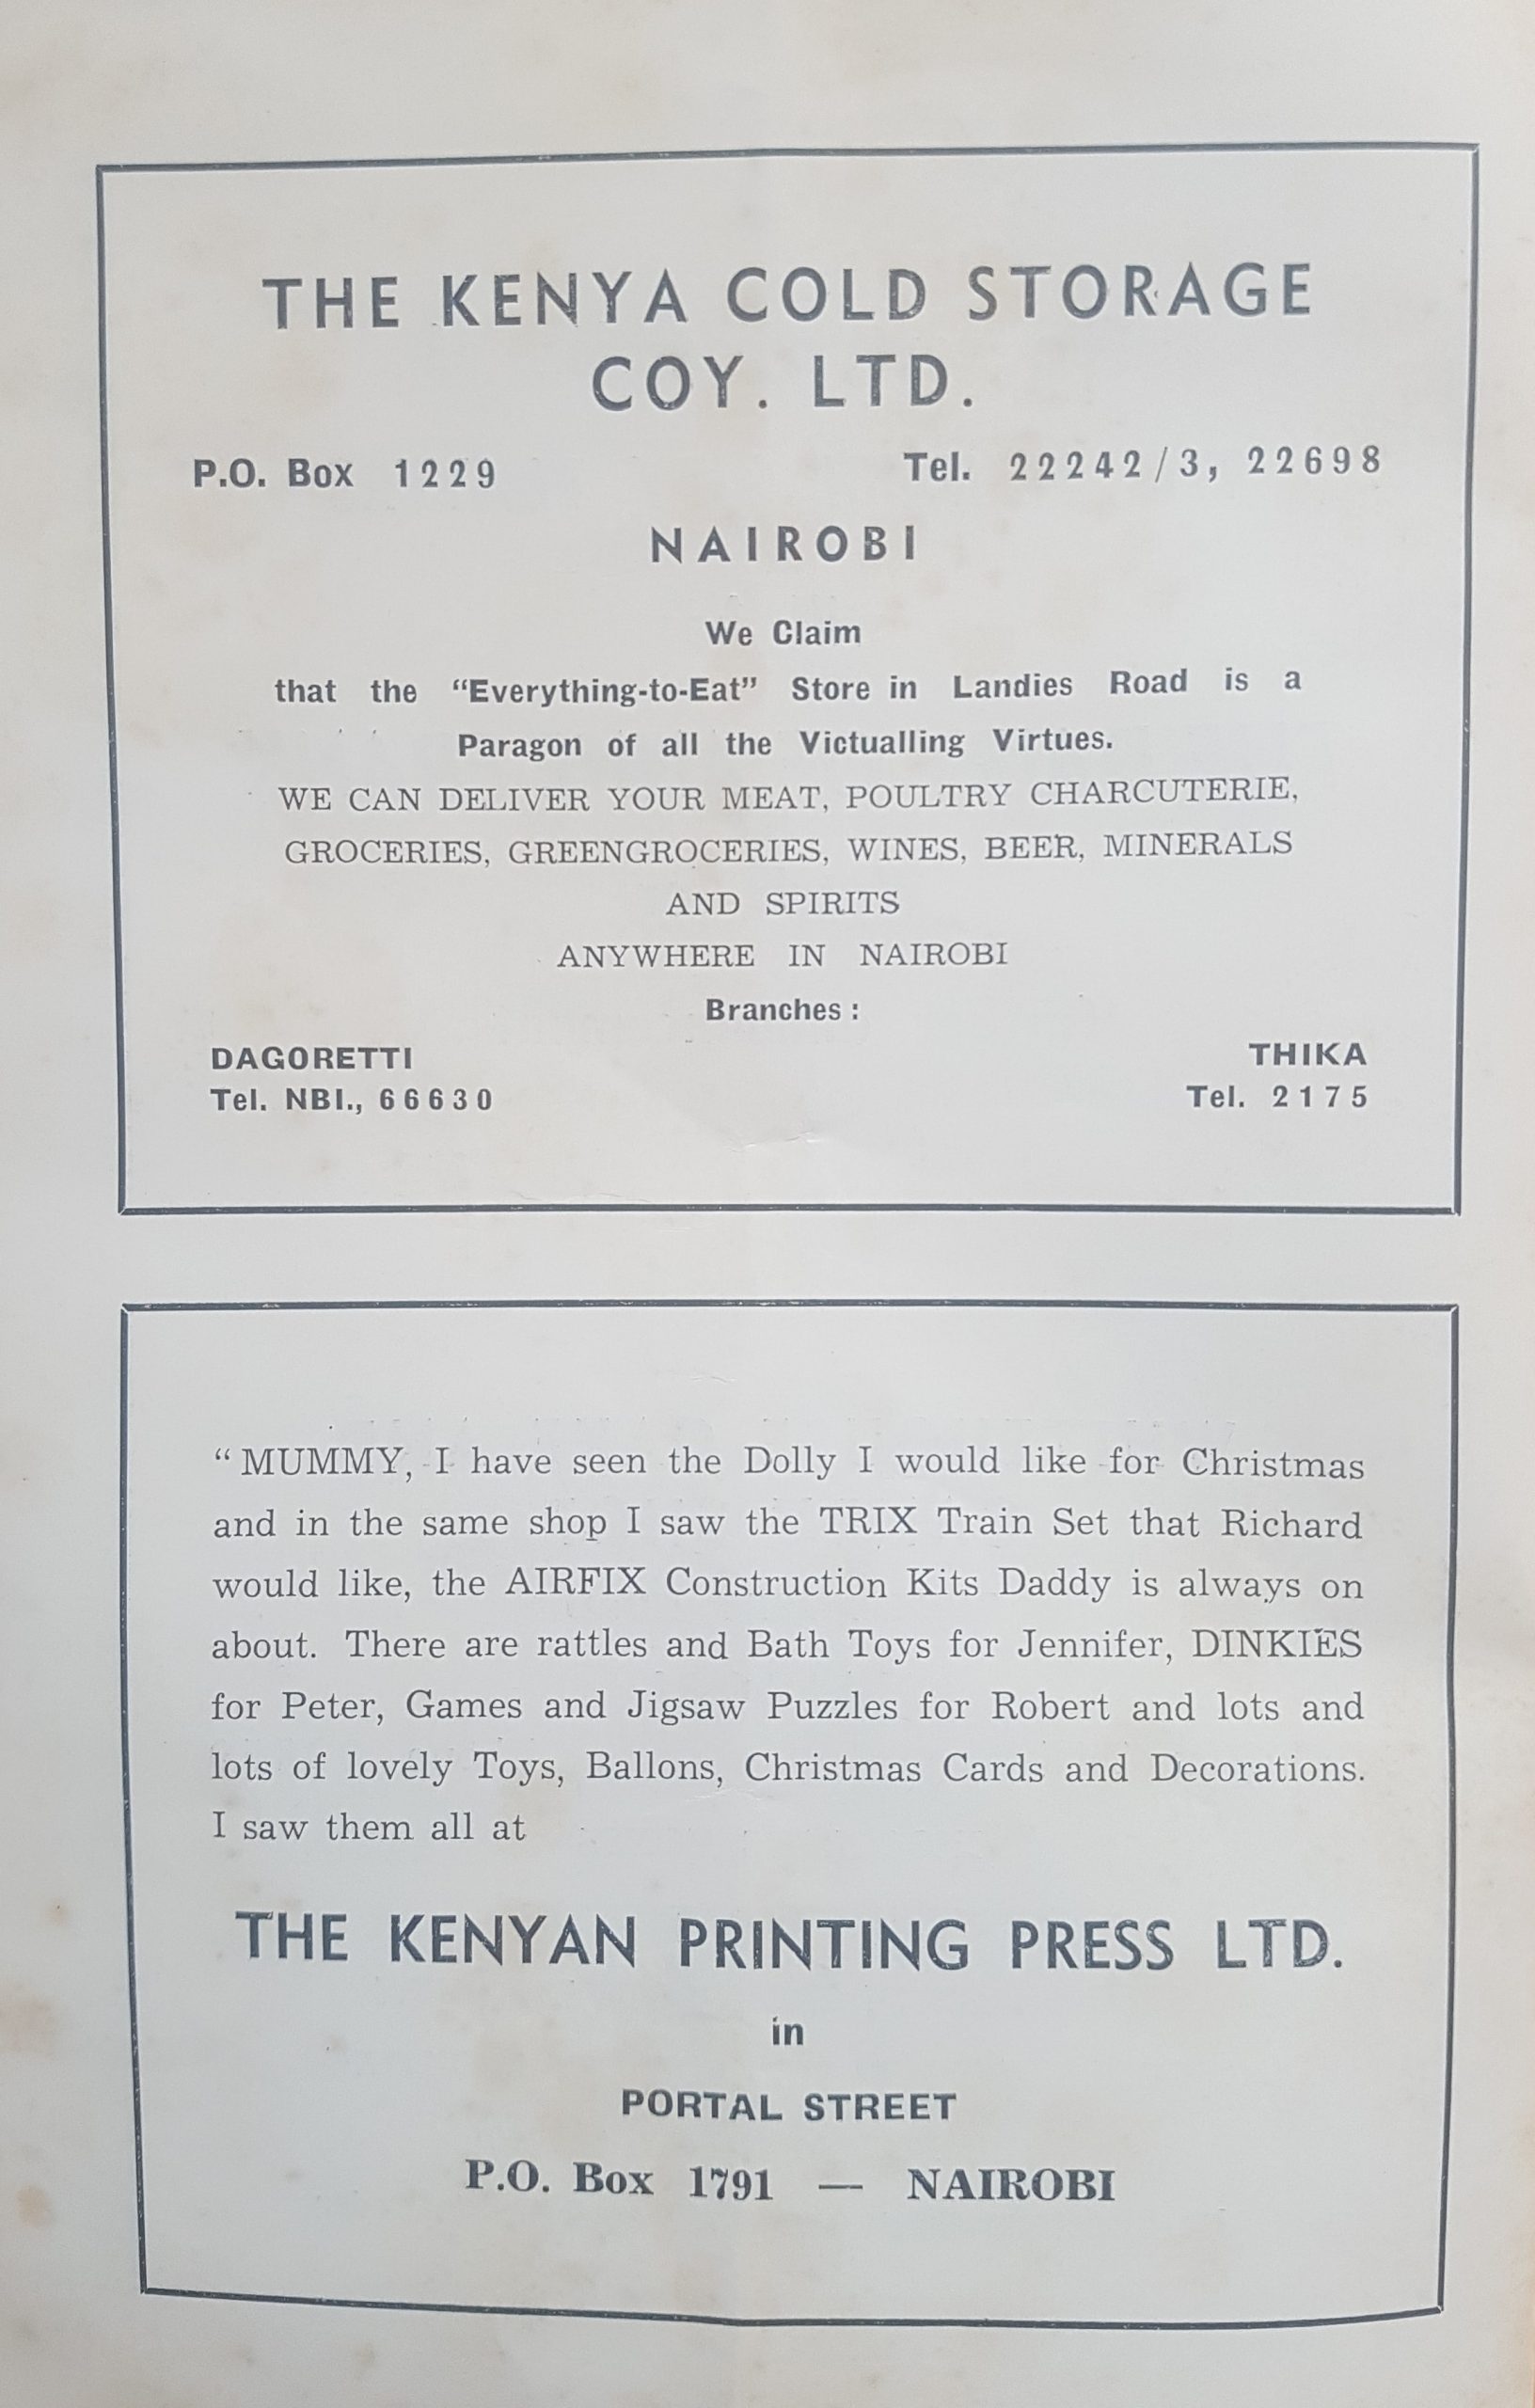 THE KENYA COLD STORAGE
COY. LTD.
P.O. Box 1229 Tel. 22242/3, 22698
NAIROBI
We Claim
that the “Everything-to-Eat” Store in Landies Road is a
Paragon of all the Victualling Virtues.
WE CAN DELIVER YOUR MEAT, POULTRY CHARCUTERIE,
GROCERIES, GREENGROCERIES, WINES, BEER, MINERALS
AND SPIRITS
ANYWHERE IN NAIROBI
Branches :
DAGORETTI THIKA
Tel. NBI., 66630 Tel. 2175
“ MUMMY, I have seen the Dolly I would like for Christmas
and in the same shop I saw the TRIX Train Set that Richard
would like, the AIRFIX Construction Kits Daddy is always on
about. There are rattles and Bath Toys for Jennifer, DINKIES
for Peter, Games and Jigsaw Puzzles for Robert and lots and
lots of lovely Toys, Ballons, Christmas Cards and Decorations.
I saw them all at
THE KENYAN PRINTING PRESS LTD.
in
PORTAL STREET
P.O. Box 1791 — NAIROBI